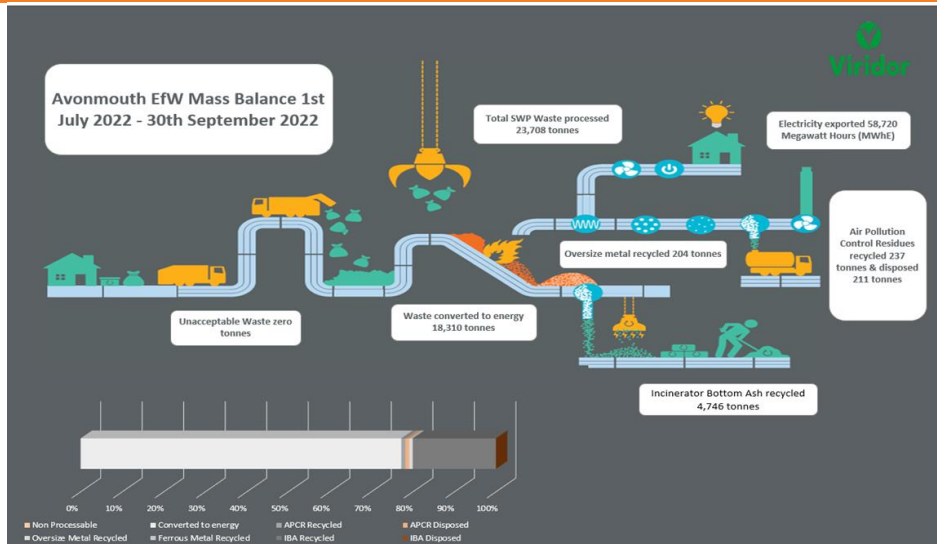 Viridor
Avonmouth EfW Mass Balance 1st
July 2022 - 30th September 2022
Total SWP Waste processed
23,708 tonnes
Electricity exported 58,720
Megawatt Hours (MWhE)
Air Pollution
Control Residues
recycled 237
tonnes & disposed
211 tonnes
Oversize metal recycled 204 tonnes
Unacceptable Waste zero
tonnes
Waste converted to energy
18,310 tonnes
Incinerator Bottom Ash recycled
4,746 tonnes
0% 10% 20% 30% 40% 50% 60% 70% 80% 90% 100%
Non Processable Converted to energy APCR Recycled APCR Disposed
Oversize Metal Recycled Ferrous Metal Recycled IBA Recycled IBA Disposed